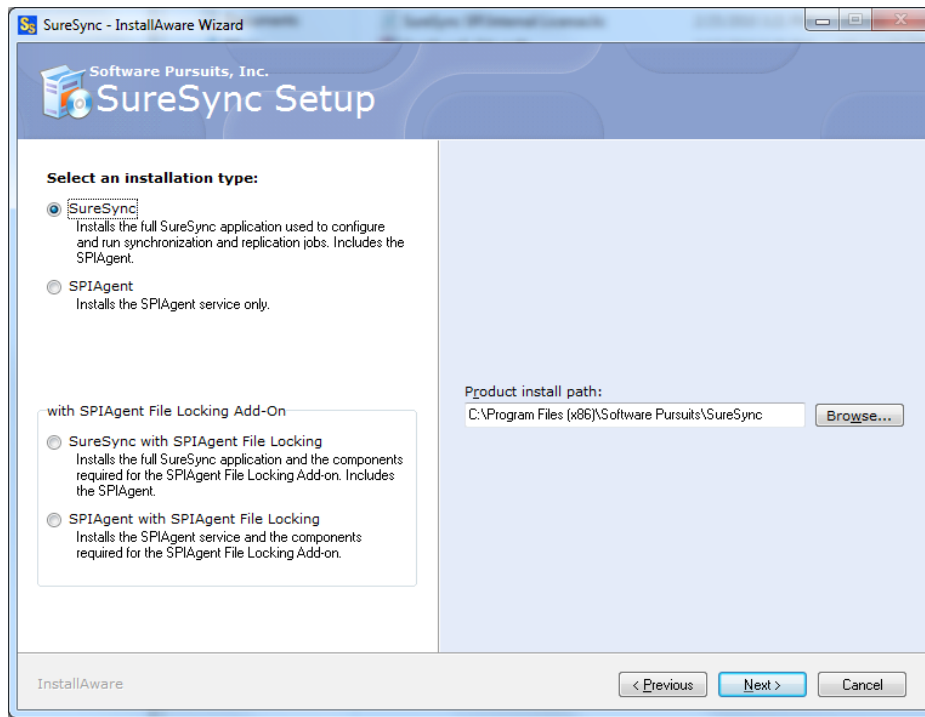 SureSync - InstallAware Wizard
Software Pursuits, Inc.
SureSync Setup
Select an installation type:
SureSync
Installs the full SureSync application used to configure
and run synchronization and replication jobs. Includes the
SPIAgent.
SPIAgent
Installs the SPIAgent service only.
with SPIAgent File Locking Add-On
SureSync with SPIAgent File Locking
Installs the full SureSync application and the components
required for the SPIAgent File Locking Add-on. Includes
the SPIAgent.
SPIAgent with SPIAgent File Locking
Installs the SPIAgent service and the components
required for the SPIAgent File Locking Add-on.
Product install path:
C:\Program Files (x86)\Software Pursuits\SureSync
Browse...
InstallAware
< Previous
Next >
Cancel